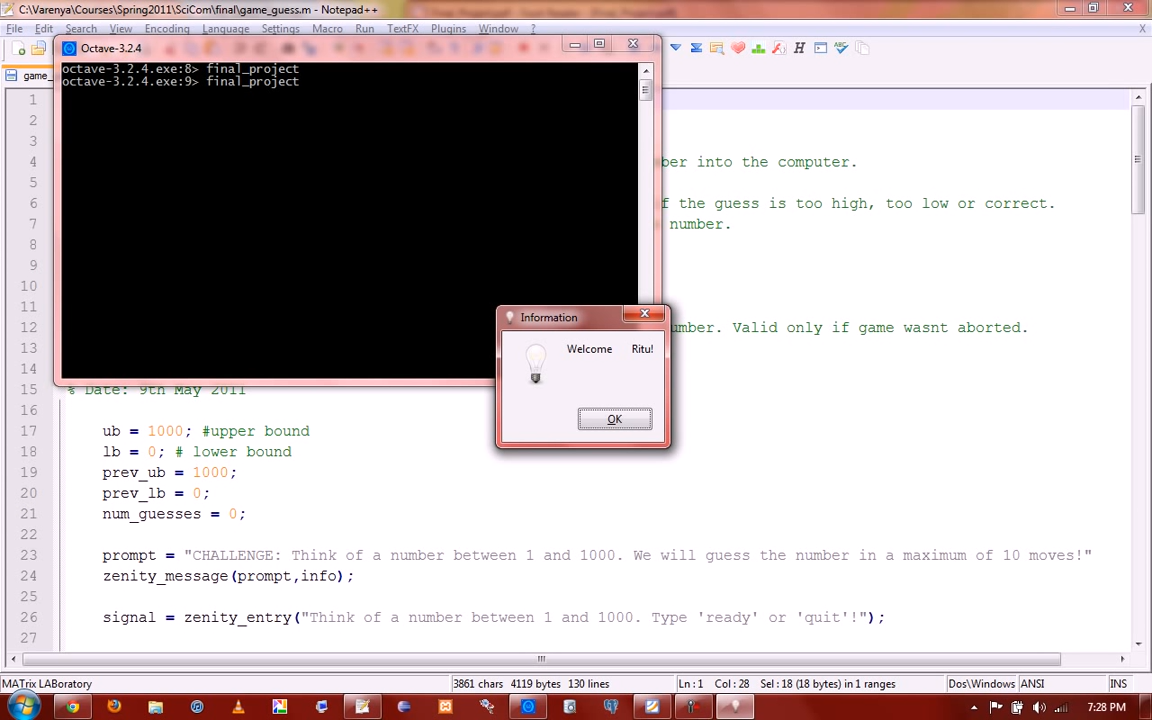 C:\Varenya\Courses\Spring2011\SciCom\final\game_guess.m - Notepad++
File Edit Search View Encoding Language Settings Macro Run TextFX Plugins Window ?
X
game_
Octave-3.2.4
octave-3.2.4.exe:8> final_project
octave-3.2.4.exe:9> final_project
1
2
3
4 ber into the computer.
5
6 f the guess is too high, too low or correct.
7 number.
8
9
10
11
12 umber. Valid only if game wasnt aborted.
13
14
15 % Date: 9th May 2011
16
17 ub = 1000; #upper bound
18 lb = 0; # lower bound
19 prev_ub = 1000;
20 prev_lb = 0;
21 num_guesses = 0;
22
23 prompt = "CHALLENGE: Think of a number between 1 and 1000. We will guess the number in a maximum of 10 moves!"
24 zenity_message(prompt,info);
25
26 signal = zenity_entry("Think of a number between 1 and 1000. Type 'ready' or 'quit'!");
27
Information
Welcome Ritu!
OK
MATrix LABoratory 3861 chars 4119 bytes 130 lines Ln : 1 Col : 28 Sel : 18 (18 bytes) in 1 ranges Dos\Windows ANSI INS
7:28 PM